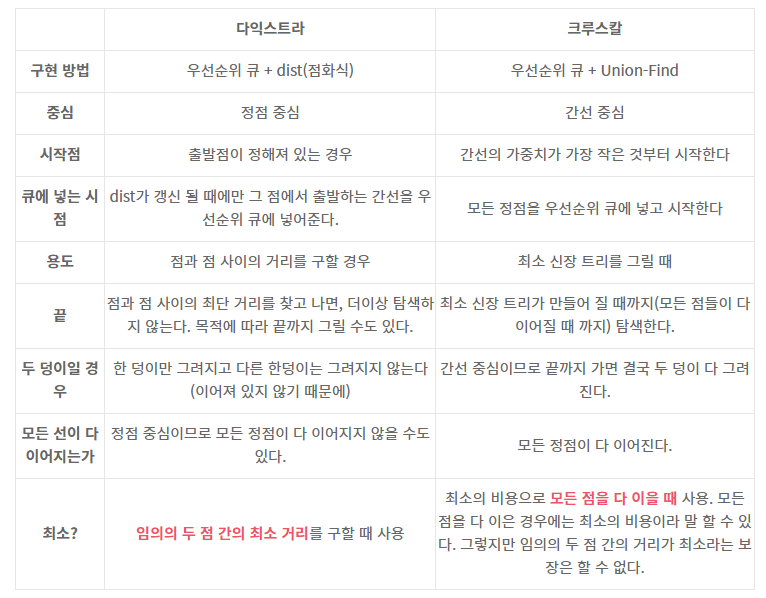 다익스트라
크루스칼
구현 방법
우선순위 큐 + dist(점화식)
우선순위 큐 + Union-Find
중심
정점 중심
간선 중심
시작점
출발점이 정해져 있는 경우
간선의 가중치가 가장 작은 것부터 시작한다
큐에 넣는 시
점
dist가 갱신 될 때에만 그 점에서 출발하는 간선을 우
선순위 큐에 넣어준다.
모든 정점을 우선순위 큐에 넣고 시작한다
용도
점과 점 사이의 거리를 구할 경우
최소 신장 트리를 그릴 때
끝
점과 점 사이의 최단 거리를 찾고 나면, 더이상 탐색하
지 않는다. 목적에 따라 끝까지 그릴 수도 있다.
최소 신장 트리가 만들어 질 때까지(모든 점들이 다
이어질 때 까지) 탐색한다.
두 덩이일 경
우
한 덩이만 그려지고 다른 한덩이는 그려지지 않는다
(이어져 있지 않기 때문에)
간선 중심이므로 끝까지 가면 결국 두 덩이 다 그려
진다.
모든 선이 다
이어지는가
정점 중심이므로 모든 정점이 다 이어지지 않을 수도
있다.
모든 정점이 다 이어진다.
최소?
임의의 두 점 간의 최소 거리를 구할 때 사용
최소의 비용으로 모든 점을 다 이을 때 사용. 모든
점을 다 이은 경우에는 최소의 비용이라 말 할 수 있
다. 그렇지만 임의의 두 점 간의 거리가 최소라는 보
장은 할 수 없다.